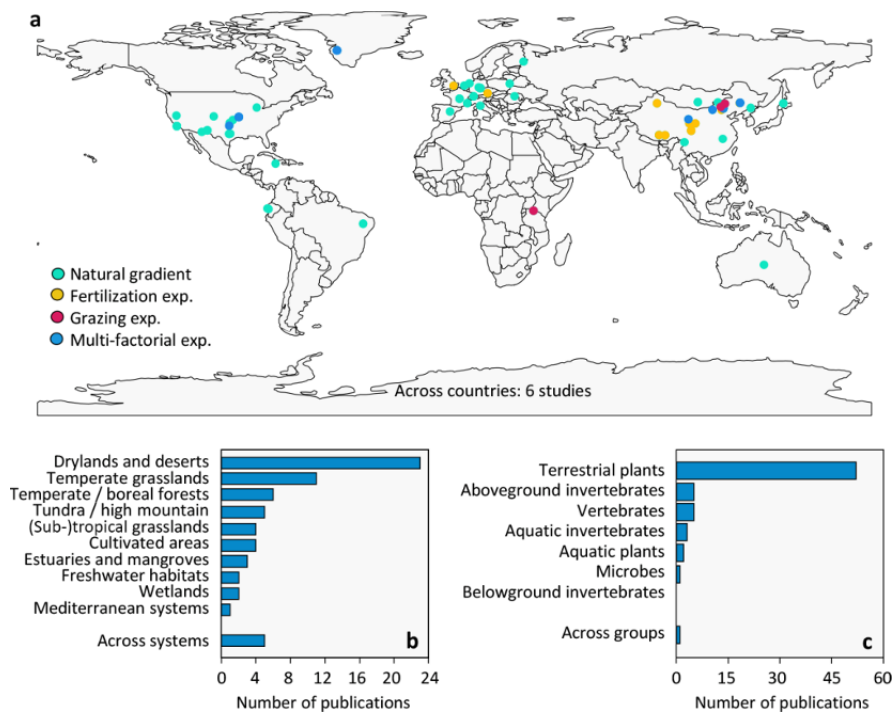 a
Natural gradient
Fertilization exp.
Grazing exp.
Multi-factorial exp.
Across countries: 6 studies
Drylands and deserts
Temperate grasslands
Temperate / boreal forests
Tundra / high mountain
(Sub-)tropical grasslands
Cultivated areas
Estuaries and mangroves
Freshwater habitats
Wetlands
Mediterranean systems
Across systems
b
0 4 8 12 16 20 24
Number of publications
Terrestrial plants
Aboveground invertebrates
Vertebrates
Aquatic invertebrates
Aquatic plants
Microbes
Belowground invertebrates
Across groups
c
0 15 30 45 60
Number of publications